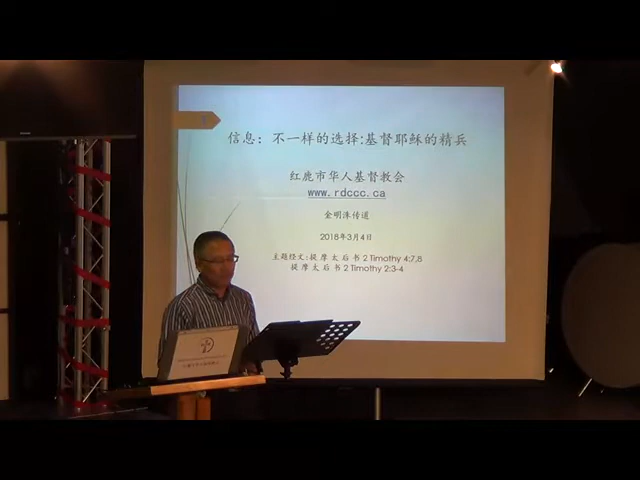 信息：不一样的选择:基督耶稣的精兵
红鹿市华人基督教会
www.rdccc.ca
金明洙传道
2018年3月4日
主题经文:提摩太后书2 Timothy 4:7,8
提摩太后书2 Timothy 2:3-4